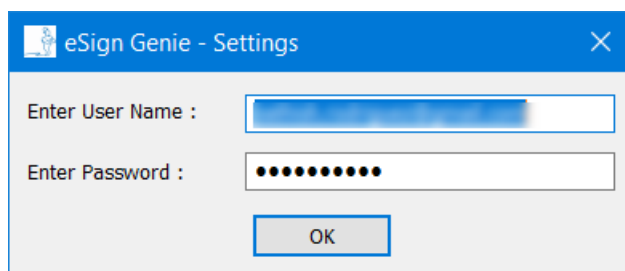 eSign Genie - Settings
Enter User Name :
Enter Password : ••••••••••
OK